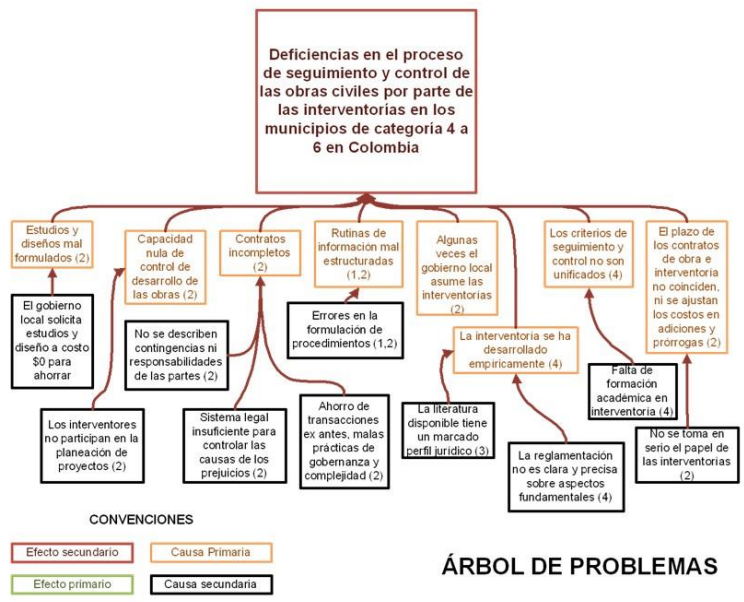 Deficiencias en el proceso
de seguimiento y control de
las obras civiles por parte de
las interventorías en los
municipios de categoría 4 a
6 en Colombia
Estudios y
diseños mal
formulados (2)
Capacidad
nula de
control de
desarrollo de
las obras (2)
Contratos
incompletos
(2)
Rutinas de
información mal
estructuradas
(1,2)
Algunas
veces el
gobierno local
asume las
interventorías
(2)
Los criterios de
seguimiento y
control no son
unificados (4)
El plazo de
los contratos
de obra e
interventoria
no coinciden,
ni se ajustan
los costos en
adiciones y
prórrogas (2)
El gobierno
local solicita
estudios y
diseño a costo
$0 para
ahorrar
No se describen
contingencias ni
responsabilidades
de las partes (2)
Errores en la
formulación de
procedimientos (1,2)
La interventoría se ha
desarrollado
empíricamente (4)
Falta de
formación
académica en
interventoria (4)
Los interventores
no participan en la
planeación de
proyectos (2)
Sistema legal
insuficiente para
controlar las
causas de los
prejuicios (2)
Ahorro de
transacciones
ex antes, malas
prácticas de
gobernanza y
complejidad (2)
La literatura
disponible tiene
un marcado
perfil jurídico (3)
La reglamentación
no es clara y precisa
sobre aspectos
fundamentales (4)
No se toma en
serio el papel de
las interventorías
(2)
CONVENCIONES
Efecto secundario
Causa Primaria
Efecto primario
Causa secundaria
ÁRBOL DE PROBLEMAS